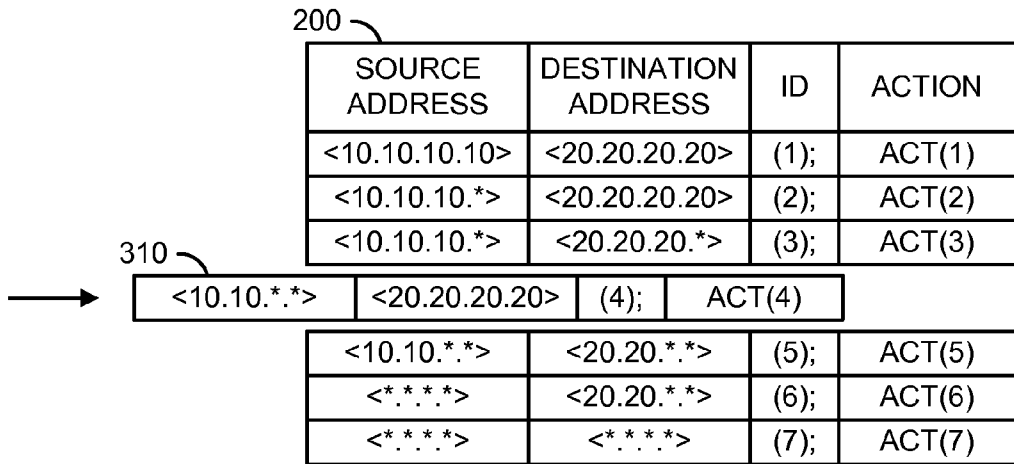 200
SOURCE ADDRESS DESTINATION ADDRESS ID ACTION
<10.10.10.10> <20.20.20.20> (1); ACT(1)
<10.10.10.*> <20.20.20.20> (2); ACT(2)
<10.10.10.*> <20.20.20.*> (3); ACT(3)
310
<10.10.*.*> <20.20.20.20> (4); ACT(4)
<10.10.*.*> <20.20.*.*> (5); ACT(5)
<*.*.*.*> <20.20.*.*> (6); ACT(6)
<*.*.*.*> <*.*.*.*> (7); ACT(7)